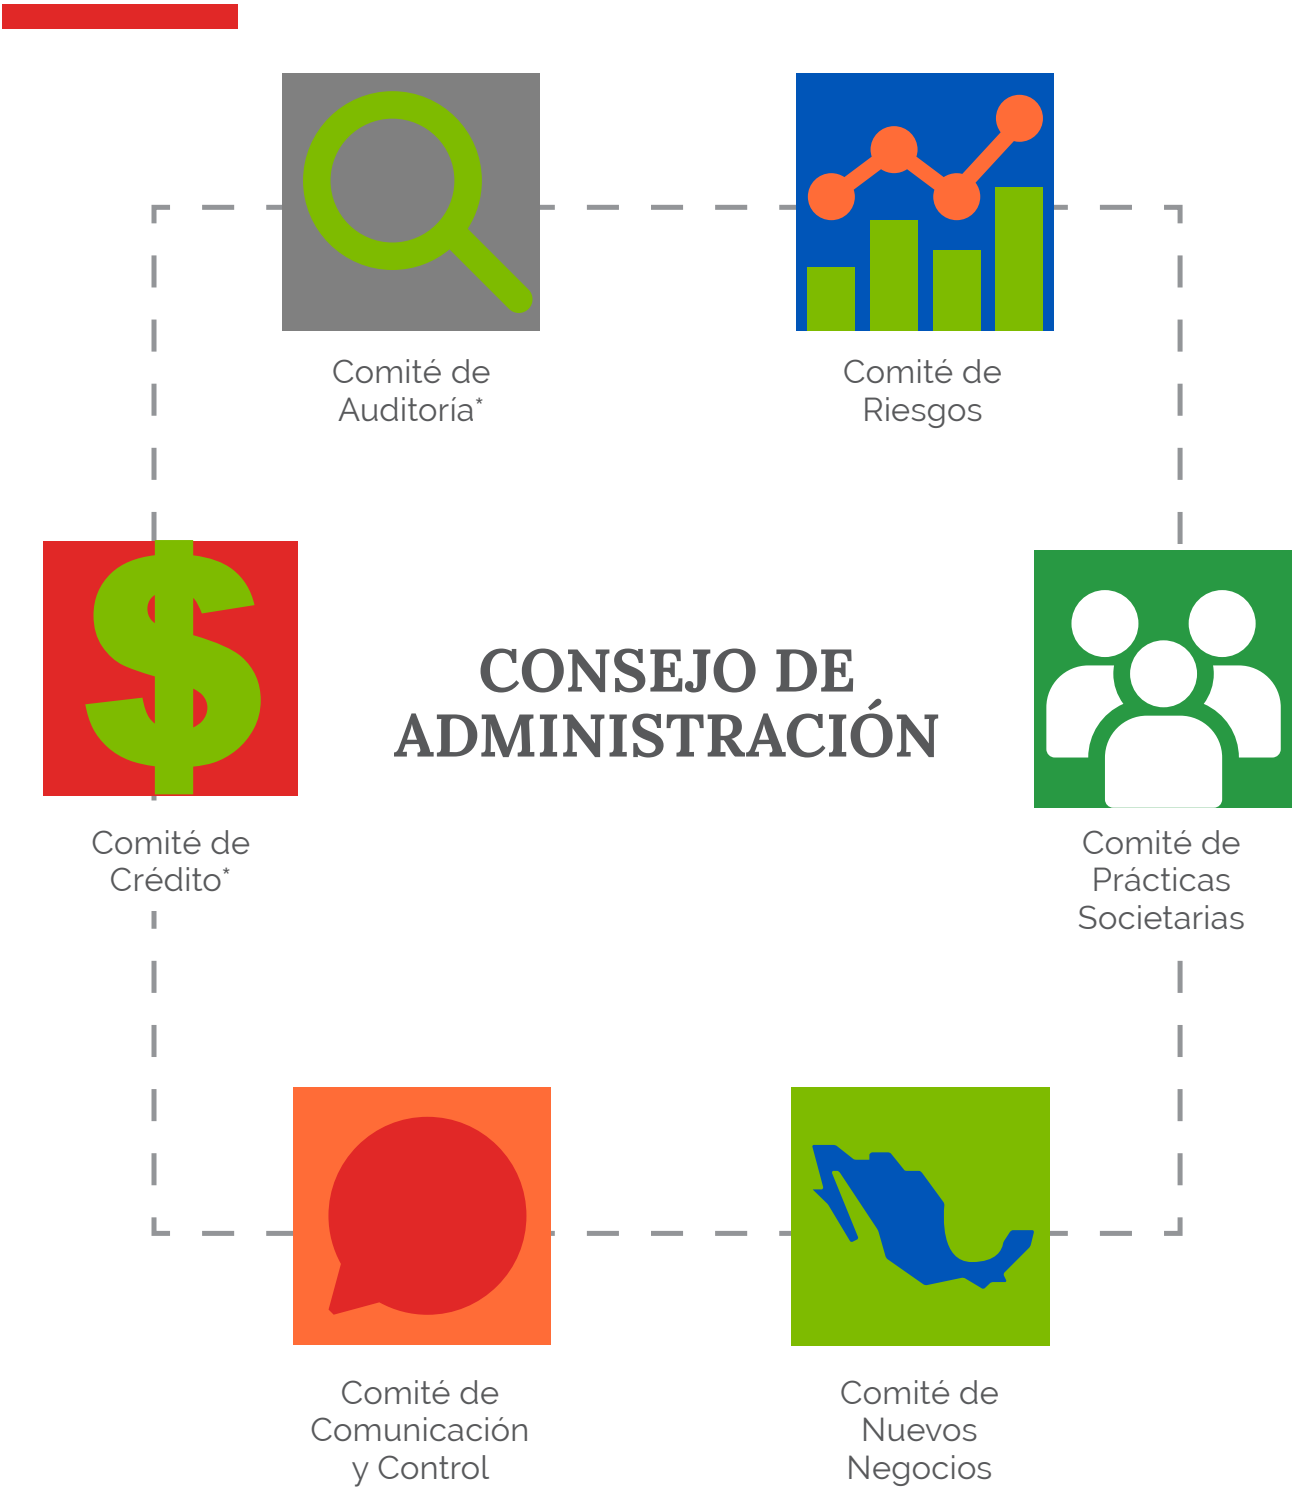 Comité de
Auditoría*
Comité de
Riesgos
Comité de
Crédito*
CONSEJO DE
ADMINISTRACIÓN
Comité de
Prácticas
Societarias
Comité de
Comunicación
y Control
Comité de
Nuevos
Negocios